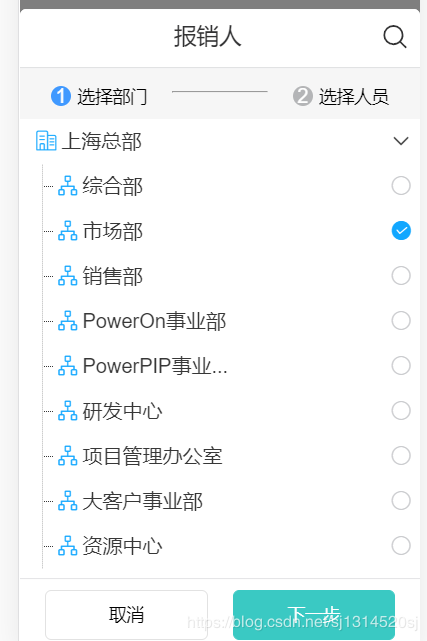 报销人
1 选择部门 2 选择人员
上海总部
综合部
市场部
销售部
PowerOn事业部
PowerPIP事业...
研发中心
项目管理办公室
大客户事业部
资源中心
取消 下一步
https://blog.csdn.net/sj1314520sj